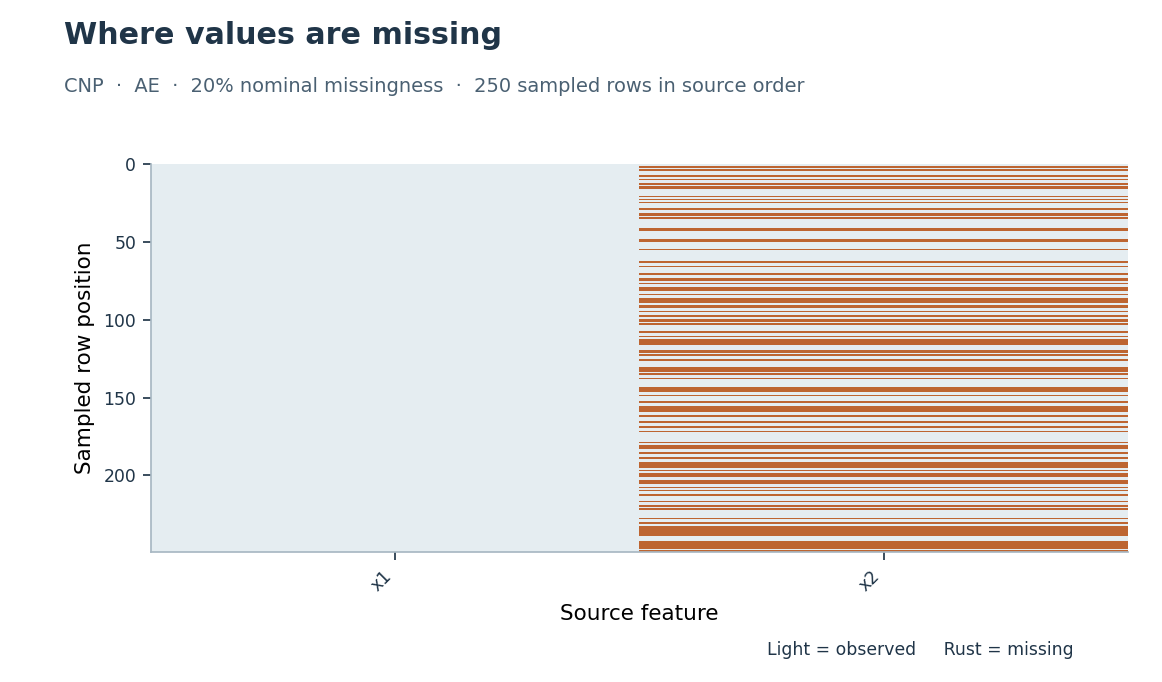 Where values are missing
CNP · AE · 20% nominal missingness · 250 sampled rows in source order
0
50
100
150
200
Sampled row position
x1
x2
Source feature
Light = observed Rust = missing